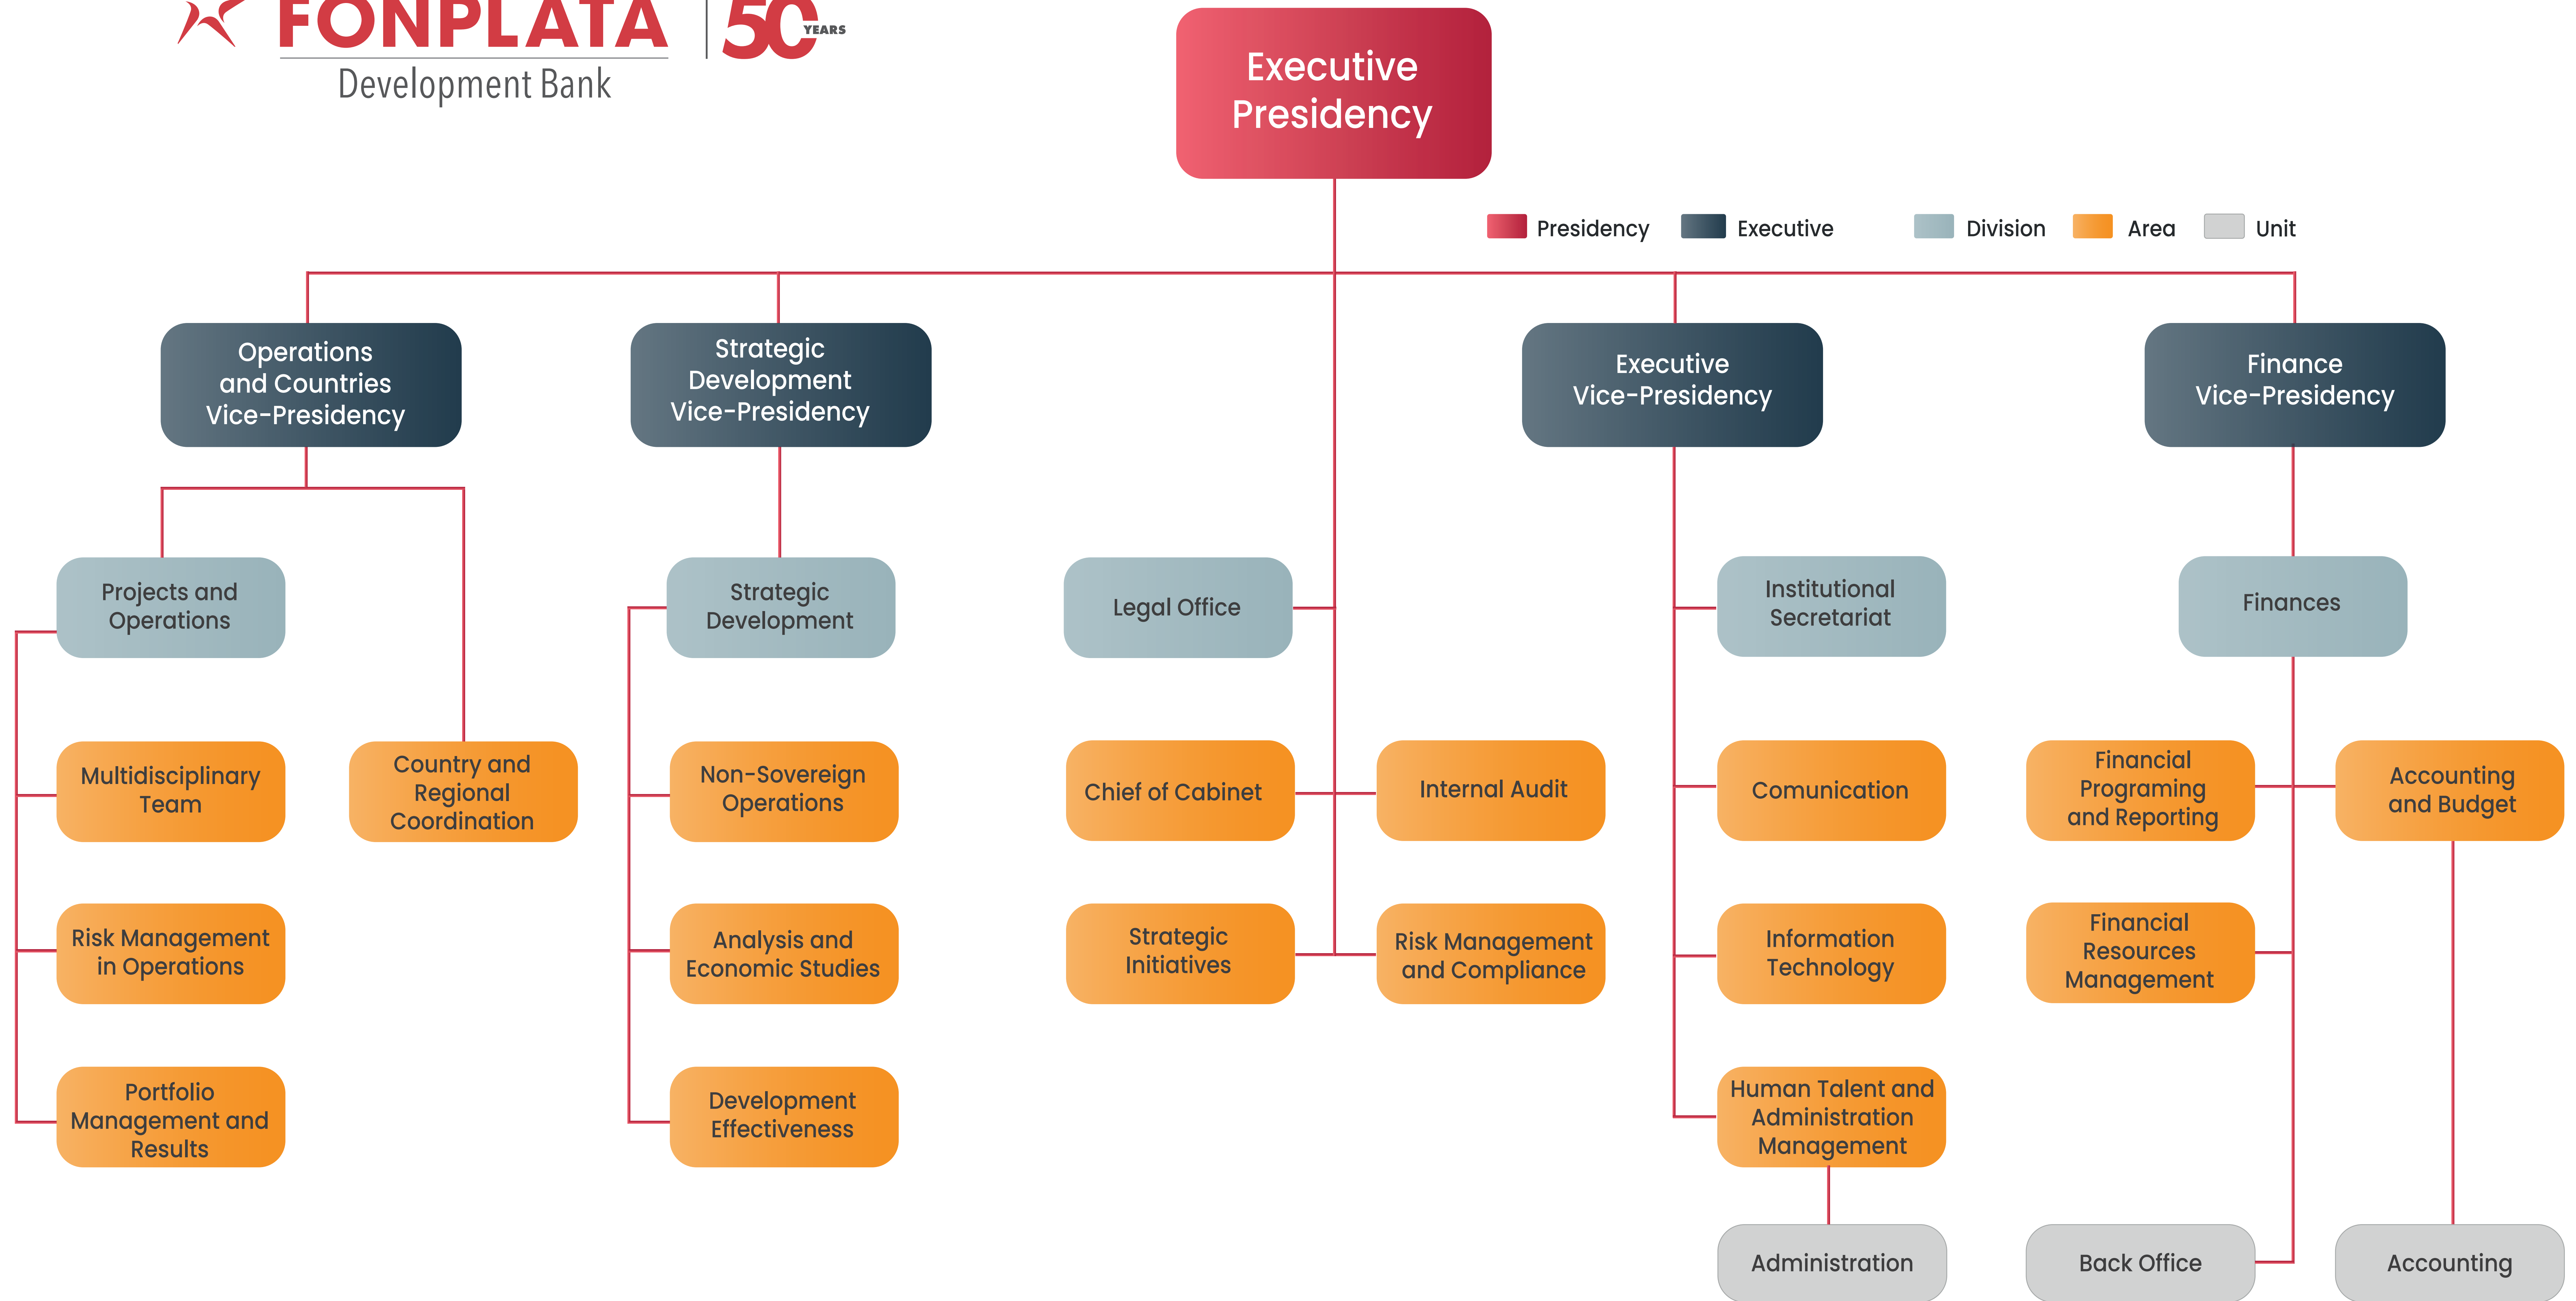 FONPLATA
50 YEARS
Development Bank
Executive
Presidency
Presidency
Executive
Division
Area
Unit
Operations
and Countries
Vice-Presidency
Strategic
Development
Vice-Presidency
Executive
Vice-Presidency
Finance
Vice-Presidency
Projects and
Operations
Strategic
Development
Legal Office
Institutional
Secretariat
Finances
Multidisciplinary
Team
Country and
Regional
Coordination
Non-Sovereign
Operations
Chief of Cabinet
Internal Audit
Comunication
Financial
Programing
and Reporting
Accounting
and Budget
Risk Management
in Operations
Analysis and
Economic Studies
Strategic
Initiatives
Risk Management
and Compliance
Information
Technology
Financial
Resources
Management
Portfolio
Management and
Results
Development
Effectiveness
Human Talent and
Administration
Management
Administration
Back Office
Accounting